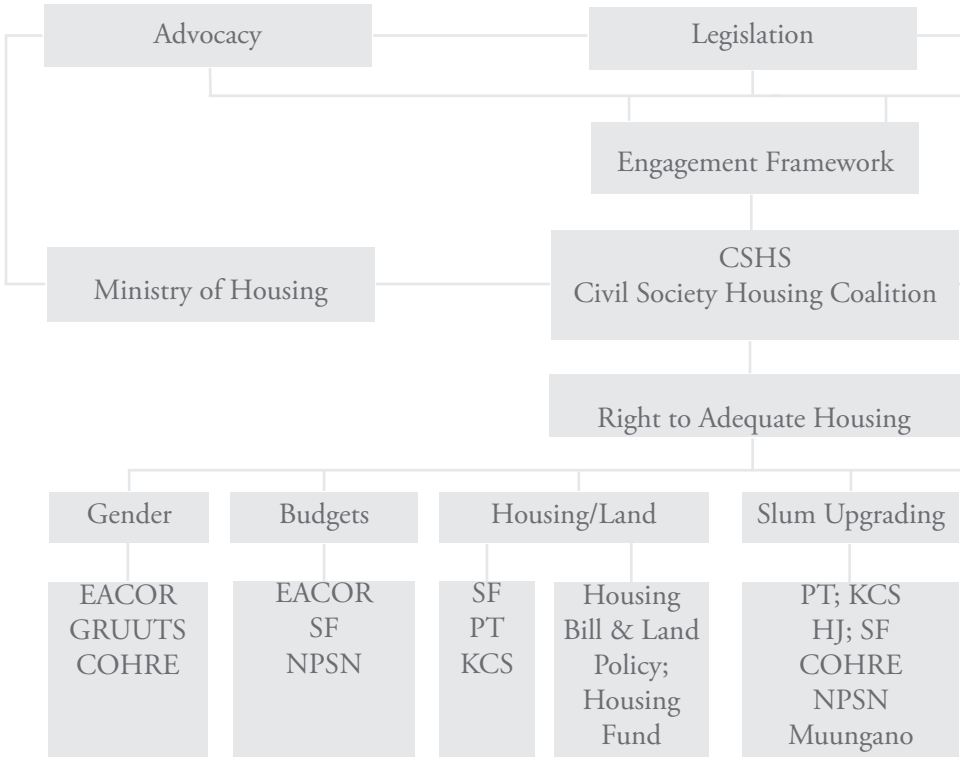 Advocacy
Legislation
Engagement Framework
Ministry of Housing
CSHS
Civil Society Housing Coalition
Right to Adequate Housing
Gender
Budgets
Housing/Land
Slum Upgrading
EACOR
GRUUTS
COHRE
EACOR
SF
NPSN
SF
PT
KCS
Housing
Bill & Land
Policy;
Housing
Fund
PT; KCS
HJ; SF
COHRE
NPSN
Muungano